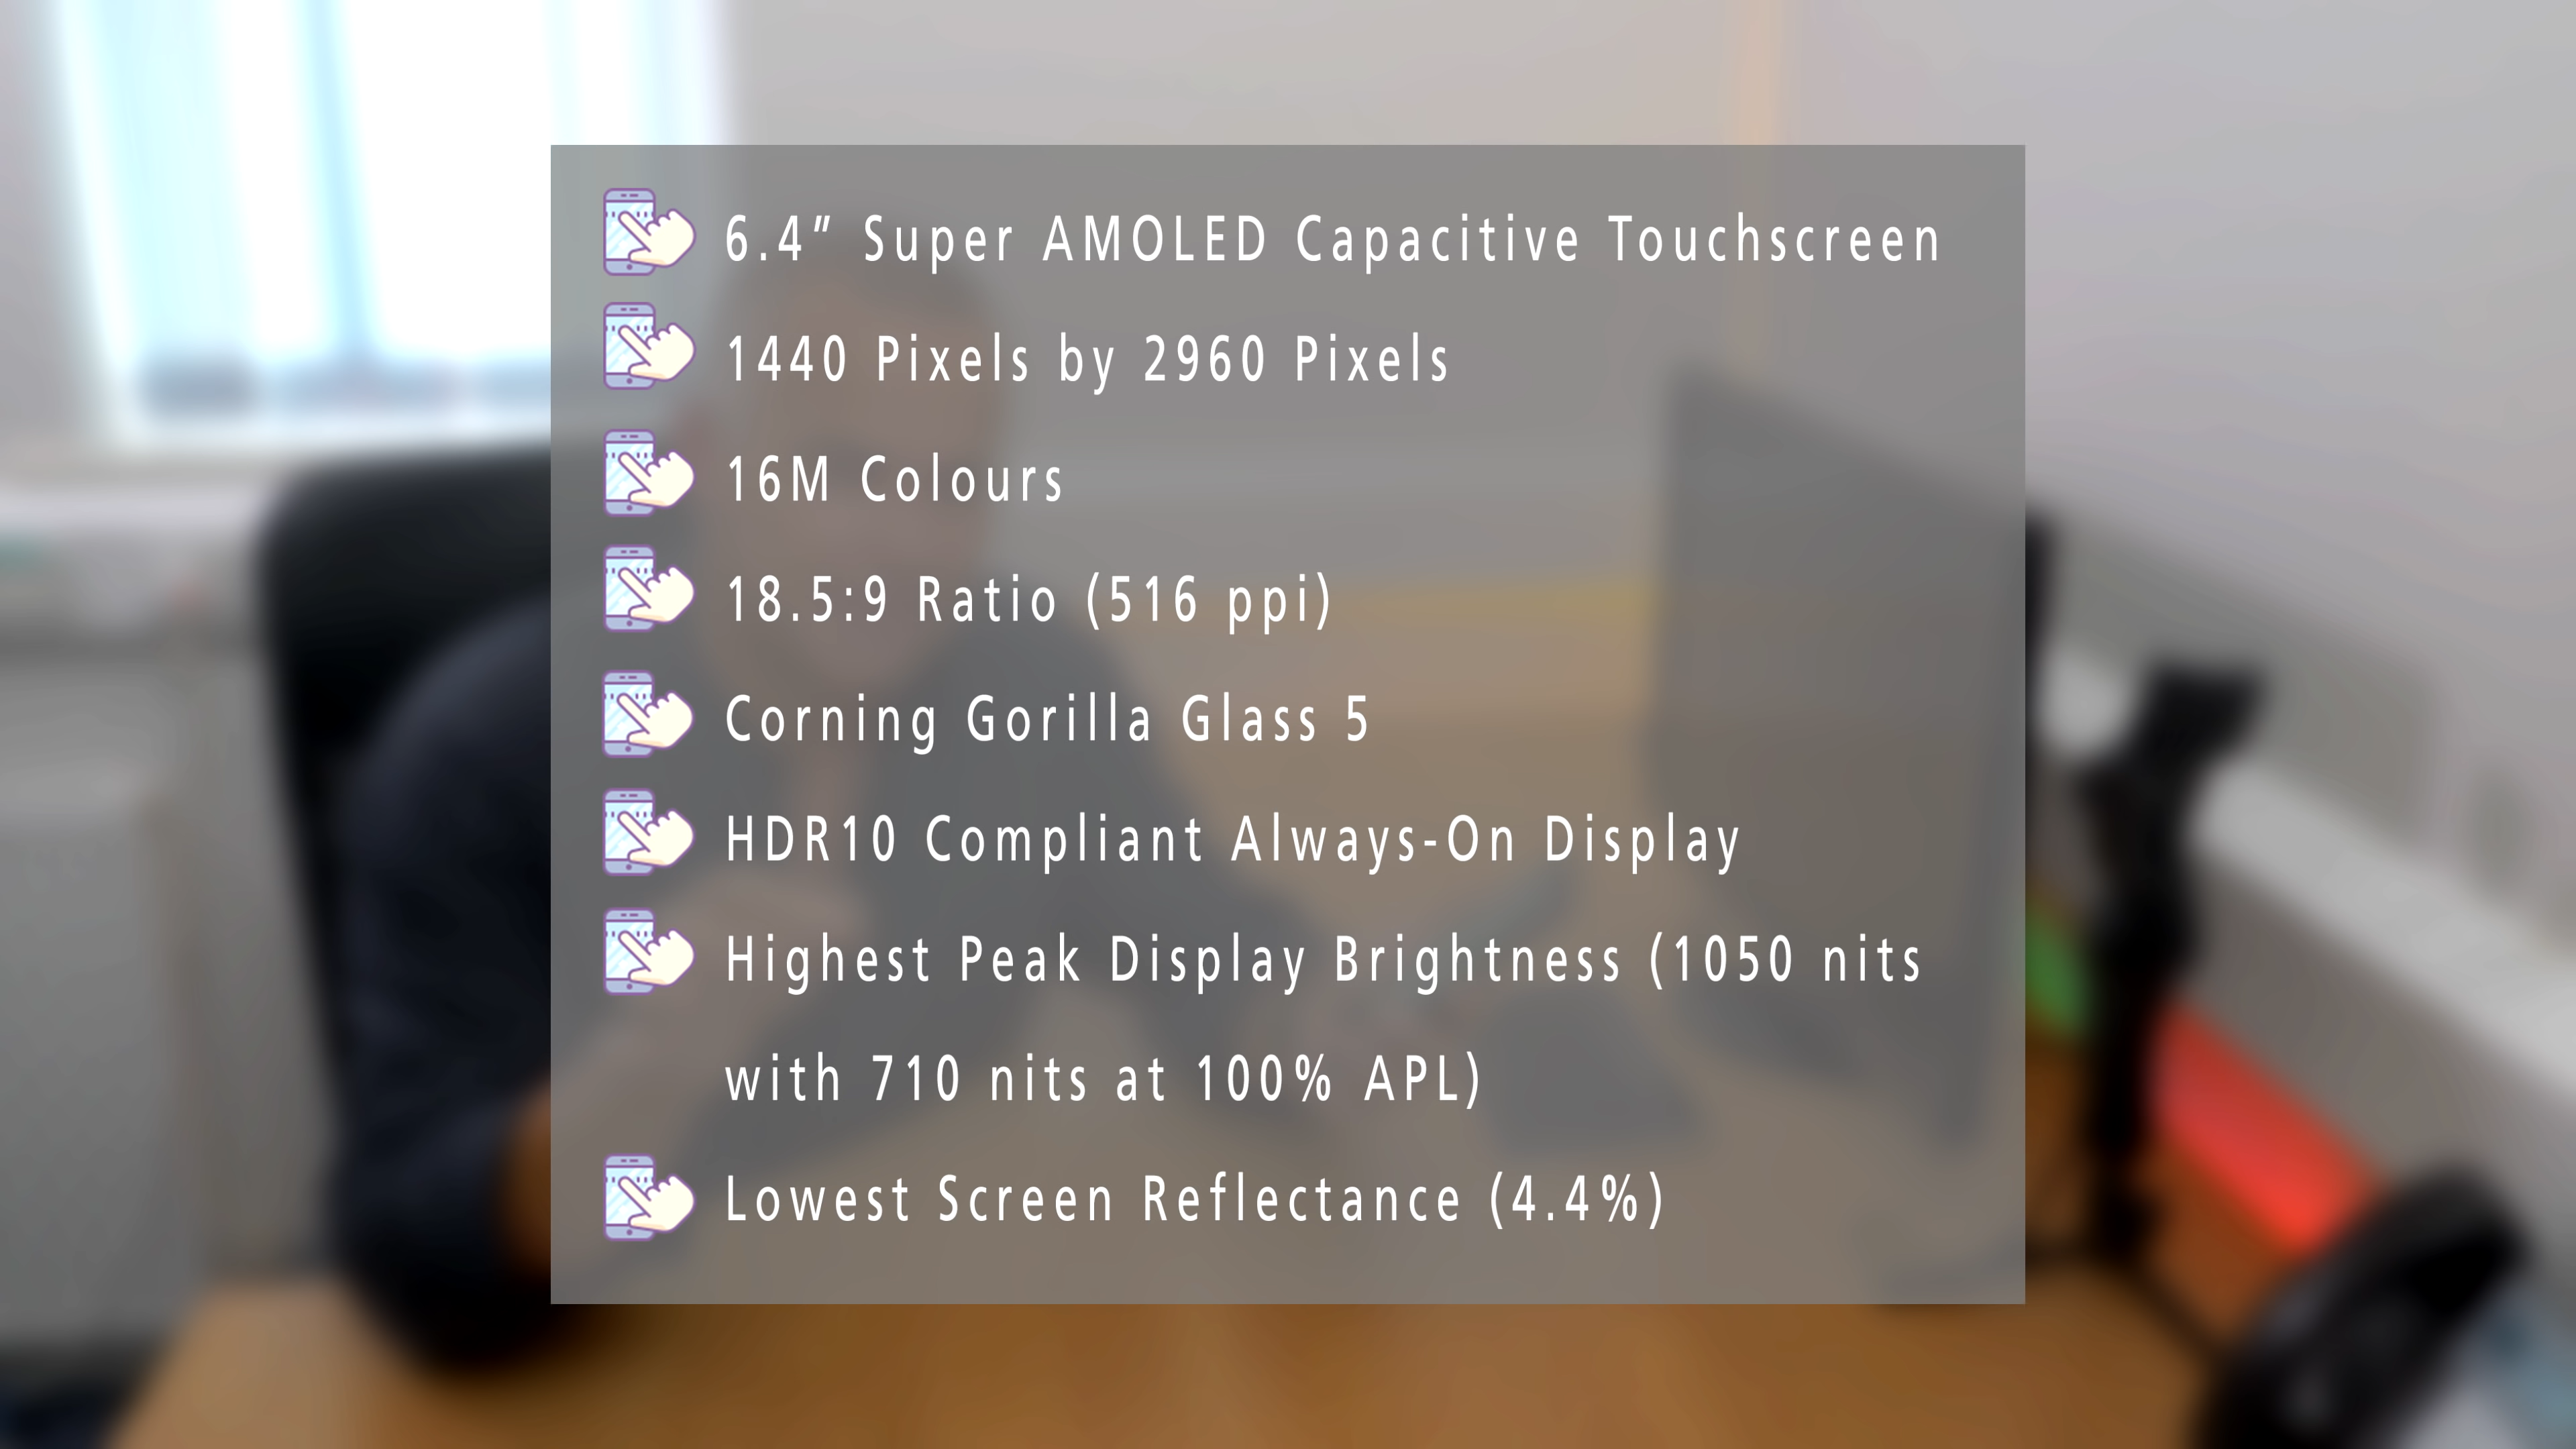 6.4” Super AMOLED Capacitive Touchscreen
1440 Pixels by 2960 Pixels
16M Colours
18.5:9 Ratio (516 ppi)
Corning Gorilla Glass 5
HDR10 Compliant Always-On Display
Highest Peak Display Brightness (1050 nits
with 710 nits at 100% APL)
Lowest Screen Reflectance (4.4%)